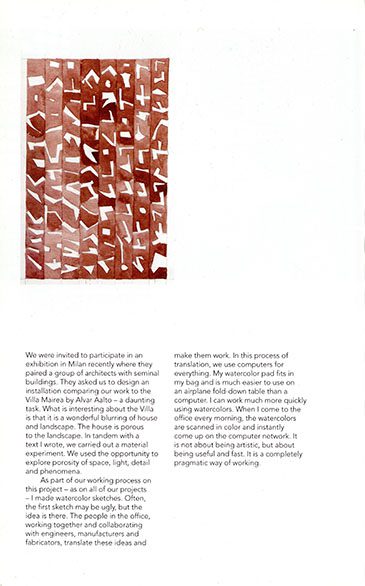 We were invited to participate in an
exhibition in Milan recently where they
paired a group of architects with seminal
buildings. They asked us to design an
installation comparing our work to the
Villa Mairea by Alvar Aalto – a daunting
task. What is interesting about the Villa
is that it is a wonderful blurring of house
and landscape. The house is porous
to the landscape. In tandem with a
text I wrote, we carried out a material
experiment. We used the opportunity to
explore porosity of space, light, detail
and phenomena.
As part of our working process on
this project – as on all of our projects
– I made watercolor sketches. Often,
the first sketch may be ugly, but the
idea is there. The people in the office,
working together and collaborating
with engineers, manufacturers and
fabricators, translate these ideas and
make them work. In this process of
translation, we use computers for
everything. My watercolor pad fits in
my bag and is much easier to use on
an airplane fold-down table than a
computer. I can work much more quickly
using watercolors. When I come to the
office every morning, the watercolors
are scanned in color and instantly
come up on the computer network. It
is not about being artistic, but about
being useful and fast. It is a completely
pragmatic way of working.